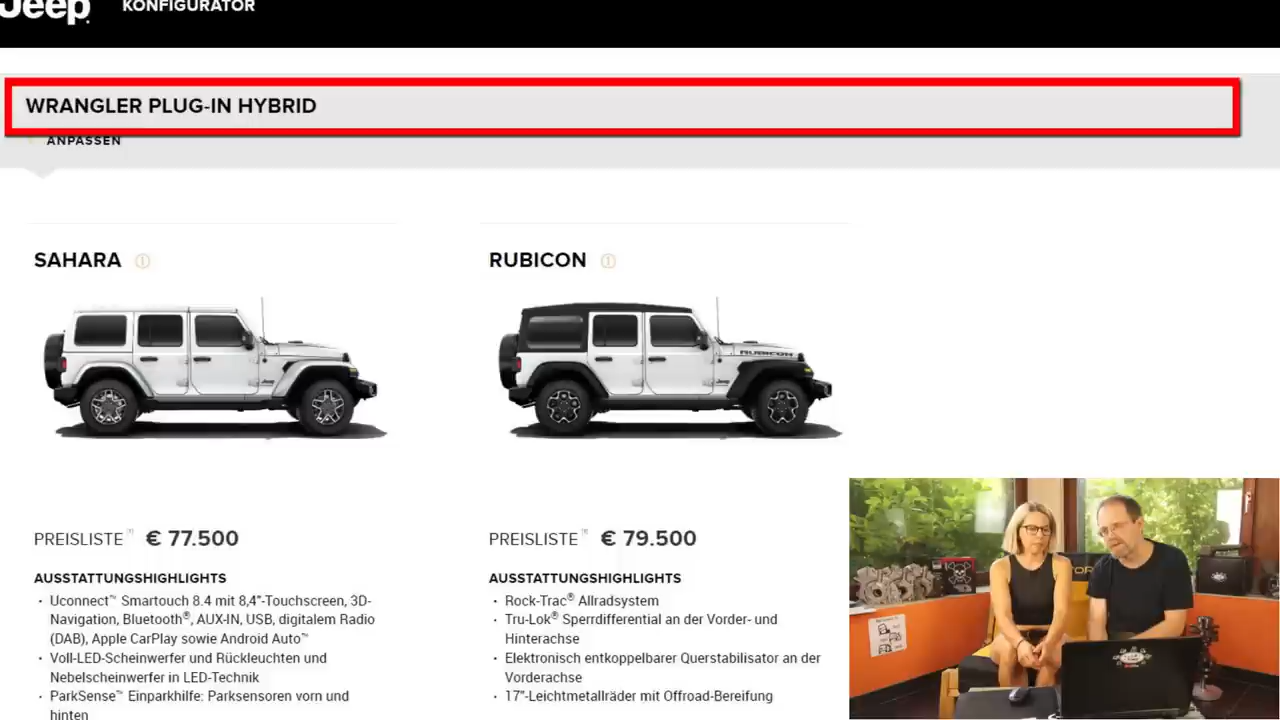 Jeep
KONFIGURATOR
WRANGLER PLUG-IN HYBRID
ANPASSEN
SAHARA
RUBICON
RUBICON
PREISLISTE € 77.500
PREISLISTE € 79.500
AUSSTATTUNGSHIGHLIGHTS
• Uconnect™ Smartouch 8.4 mit 8,4"-Touchscreen, 3D-
Navigation, Bluetooth®, AUX-IN, USB, digitalem Radio
(DAB), Apple CarPlay sowie Android Auto™
• Voll-LED-Scheinwerfer und Rückleuchten und
Nebelscheinwerfer in LED-Technik
• ParkSense™ Einparkhilfe: Parksensoren vorn und
hinten
AUSSTATTUNGSHIGHLIGHTS
• Rock-Trac® Allradsystem
• Tru-Lok® Sperrdifferential an der Vorder- und
Hinterachse
• Elektronisch entkoppelbarer Querstabilisator an der
Vorderachse
• 17"-Leichtmetallräder mit Offroad-Bereifung